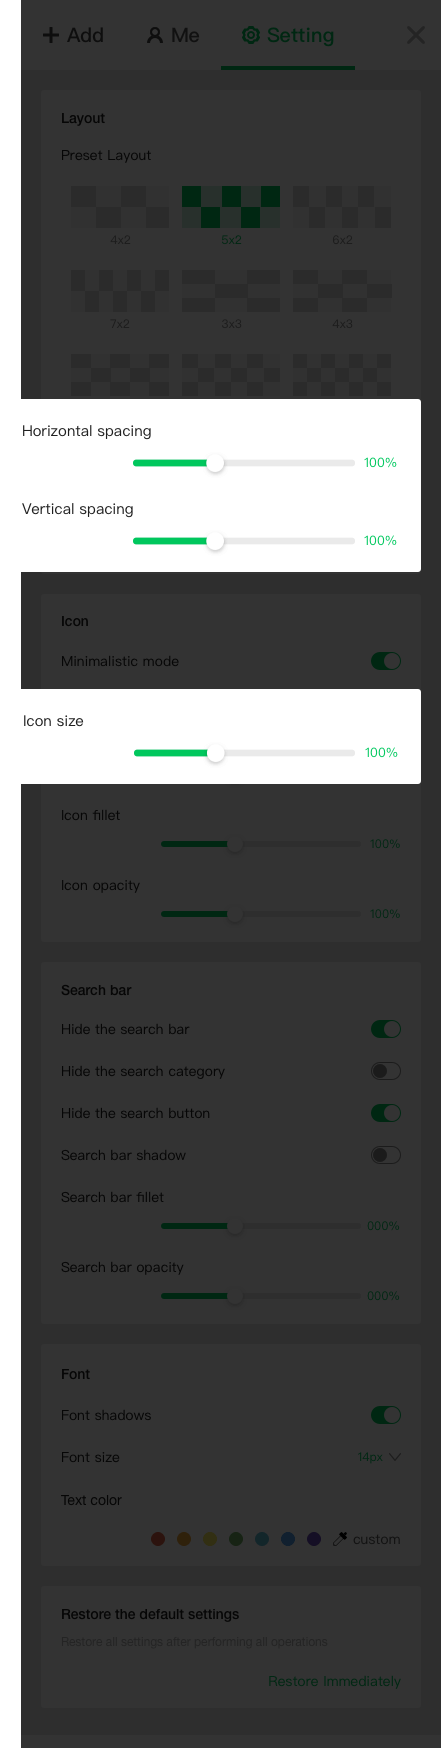 Add Me Setting
Layout
Preset Layout
4x2 5x2 6x2
7x2 3x3 4x3
Horizontal spacing
100%
Vertical spacing
100%
Icon
Minimalistic mode
Icon size
100%
Icon fillet
100%
Icon opacity
100%
Search bar
Hide the search bar
Hide the search category
Hide the search button
Search bar shadow
Search bar fillet
000%
Search bar opacity
000%
Font
Font shadows
Font size 14px
Text color
custom
Restore the default settings
Restore all settings after performing all operations
Restore Immediately